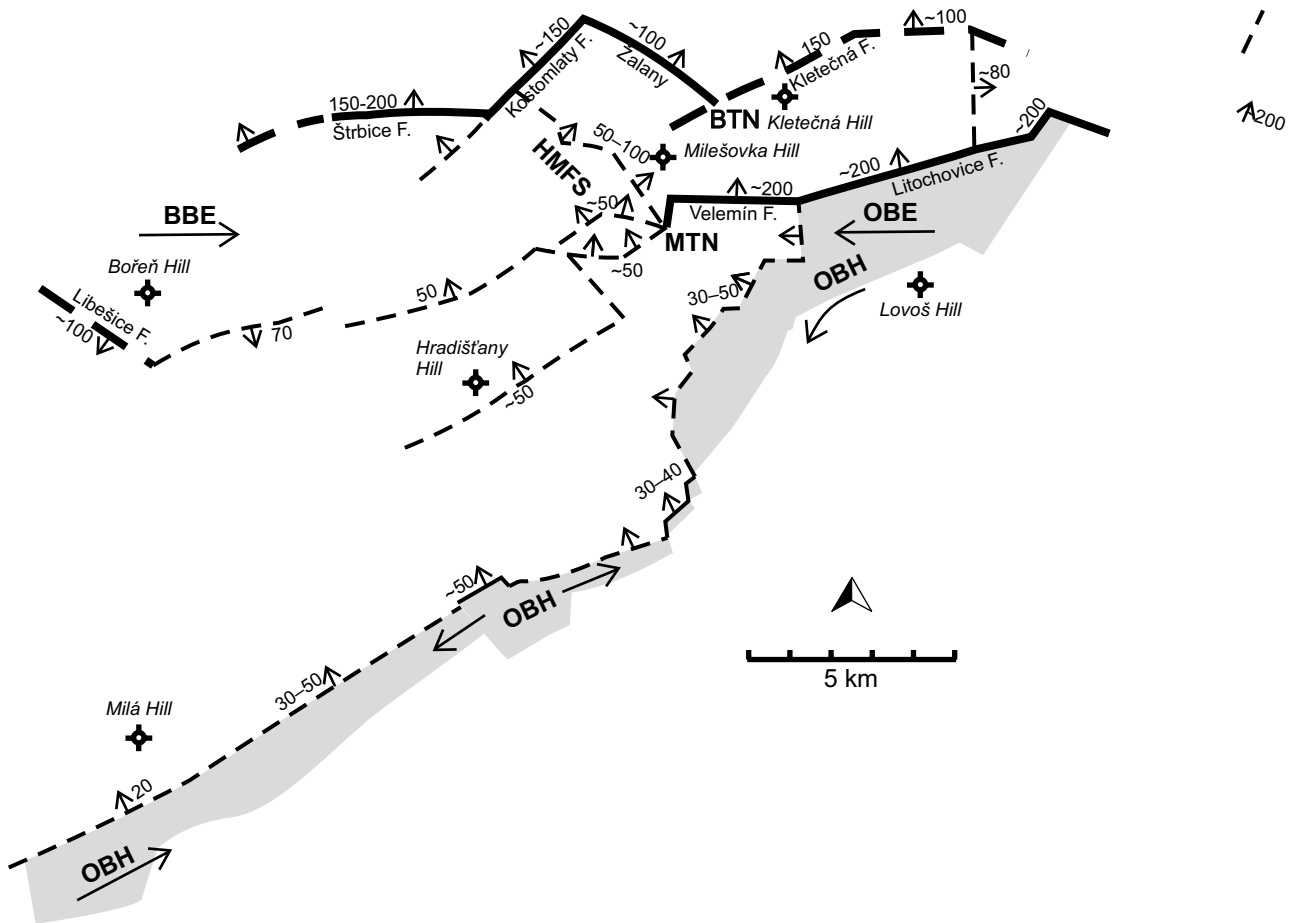 ~100
~150
~100
Žalany
Kostomlaty F.
150
Kletečná F.
~80
~200
150-200
Štrbice F.
~200
BTN
Kletečná Hill
50–100
HMFS
Milešovka Hill
~200
Litochovice F.
~200
Velemín F.
~50
BBE
OBE
MTN
~50
OBH
Bořeň Hill
Lovoš Hill
Libešice F.
~100
50
30–50
70
Hradišťany
Hill
~50
30–40
~50
OBH
5 km
30–50
Milá Hill
20
OBH
~200